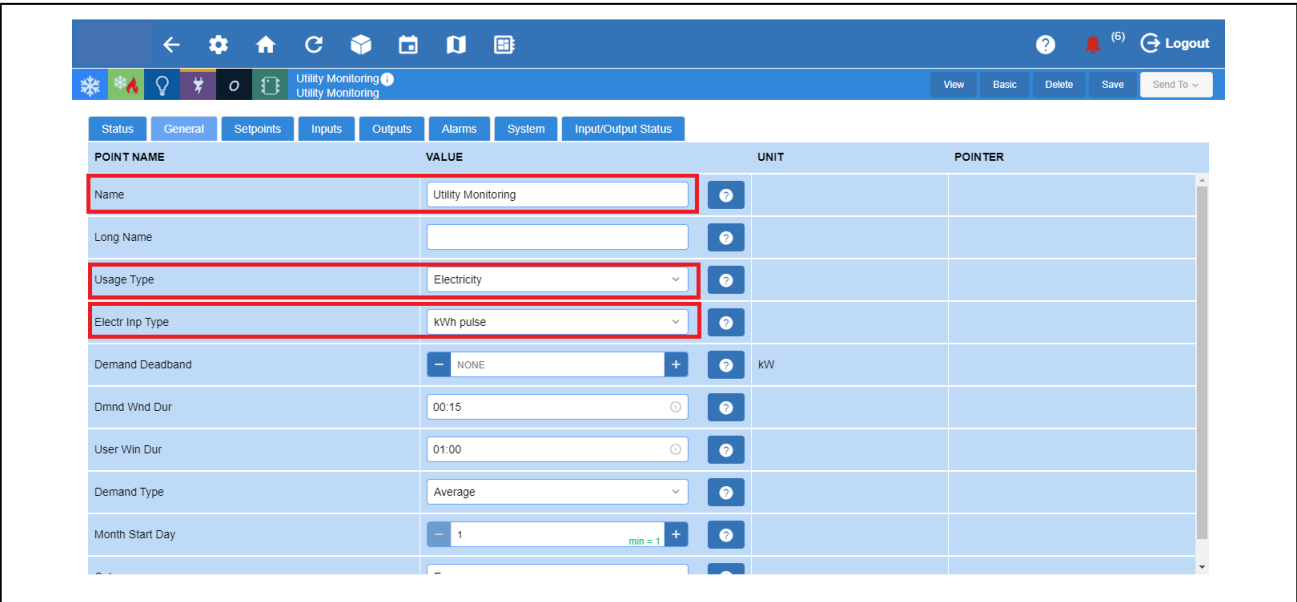 (6) Logout
o Utility Monitoring
Utility Monitoring
View Basic Delete Save Send To
Status General Setpoints Inputs Outputs Alarms System Input/Output Status
POINT NAME VALUE UNIT POINTER
Name Utility Monitoring
Long Name
Usage Type Electricity
Electr Inp Type kWh pulse
Demand Deadband − NONE + kW
Dmnd Wnd Dur 00:15
User Win Dur 01:00
Demand Type Average
Month Start Day − 1 min = 1 +